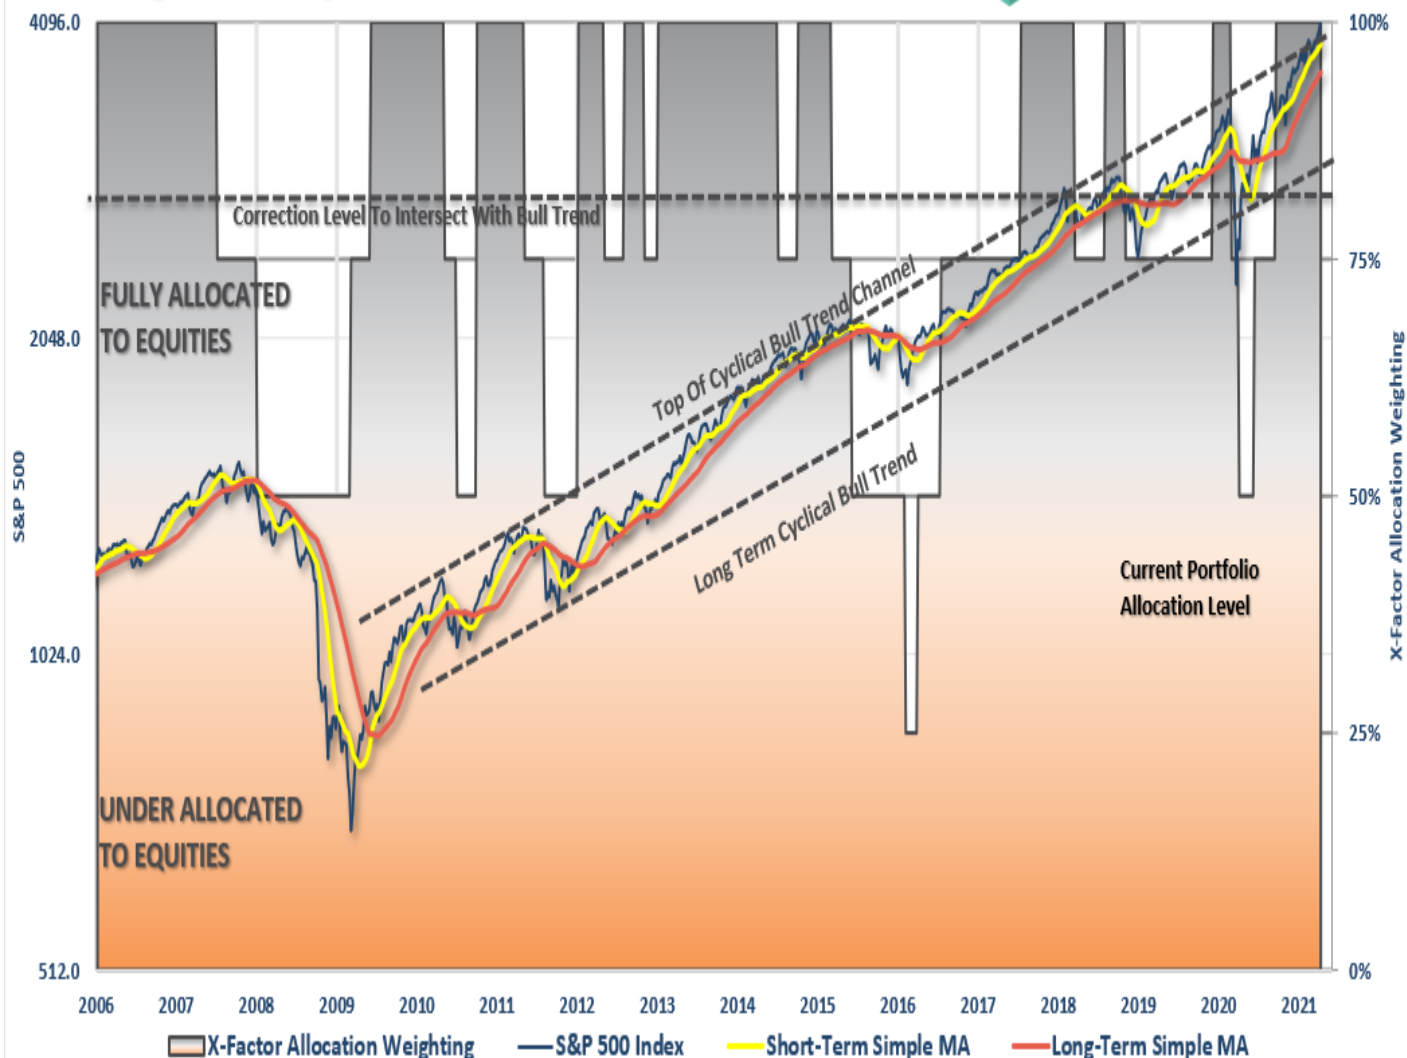 4096.0
100%
Correction Level To Intersect With Bull Trend
75%
FULLY ALLOCATED
TO EQUITIES
Top Of Cyclical Bull Trend Channel
2048.0
S&P 500
X-Factor Allocation Weighting
50%
Long Term Cyclical Bull Trend
Current Portfolio
Allocation Level
1024.0
25%
UNDER ALLOCATED
TO EQUITIES
512.0
0%
2006 2007 2008 2009 2010 2011 2012 2013 2014 2015 2016 2017 2018 2019 2020 2021
X-Factor Allocation Weighting S&P 500 Index Short-Term Simple MA Long-Term Simple MA